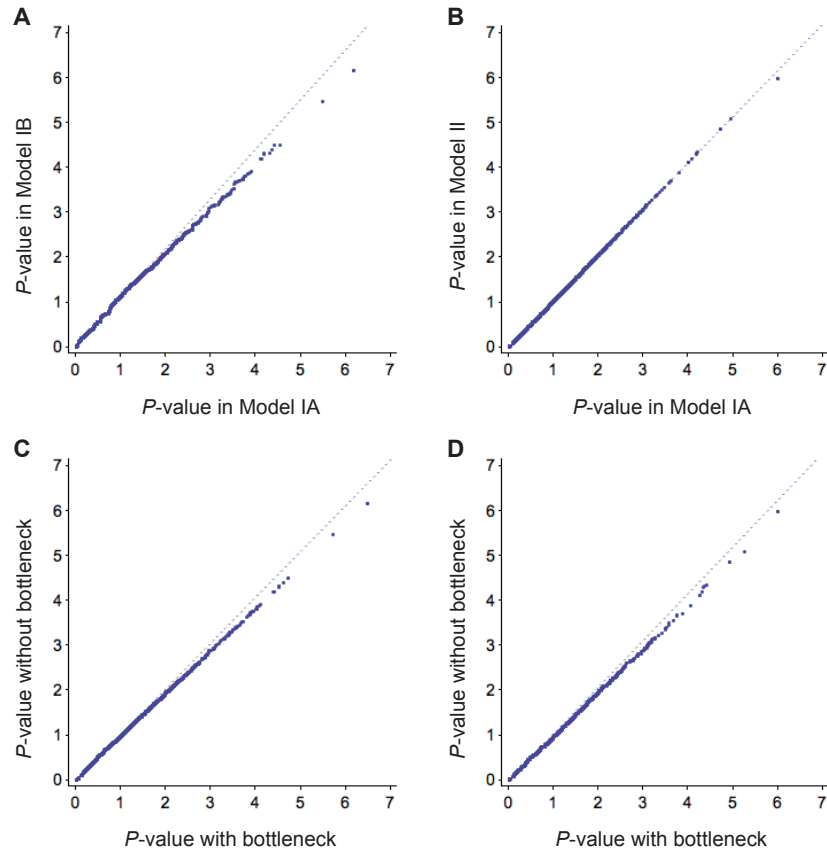 A
7
6
5
4
3
2
1
0
P-value in Model IB
0 1 2 3 4 5 6 7
P-value in Model IA
B
7
6
5
4
3
2
1
0
P-value in Model II
0 1 2 3 4 5 6 7
P-value in Model IA
C
7
6
5
4
3
2
1
0
P-value without bottleneck
0 1 2 3 4 5 6 7
P-value with bottleneck
D
7
6
5
4
3
2
1
0
P-value without bottleneck
0 1 2 3 4 5 6 7
P-value with bottleneck